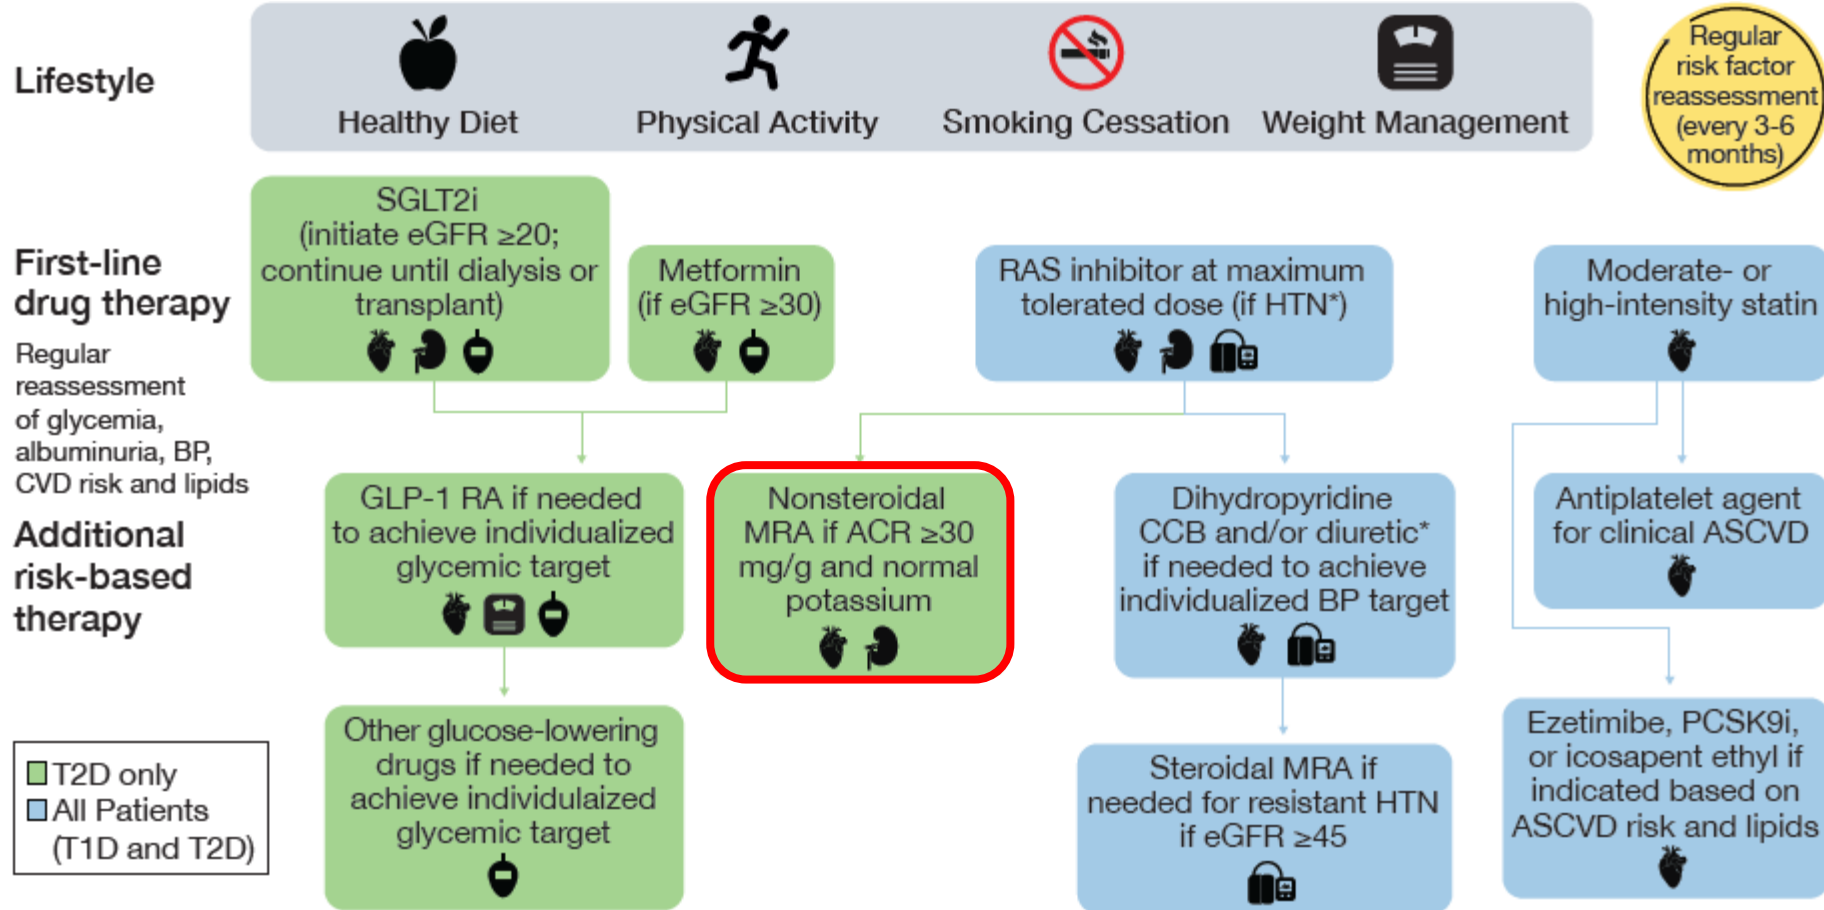 Lifestyle
Healthy Diet
Physical Activity
Smoking Cessation
Weight Management
Regular
risk factor
reassessment
(every 3-6
months)
First-line
drug therapy
Regular
reassessment
of glycemia,
albuminuria, BP,
CVD risk and lipids
SGLT2i
(initiate eGFR ≥20;
continue until dialysis or
transplant)
Metformin
(if eGFR ≥30)
RAS inhibitor at maximum
tolerated dose (if HTN*)
Moderate- or
high-intensity statin
Additional
risk-based
therapy
GLP-1 RA if needed
to achieve individualized
glycemic target
Nonsteroidal
MRA if ACR ≥30
mg/g and normal
potassium
Dihydropyridine
CCB and/or diuretic*
if needed to achieve
individualized BP target
Antiplatelet agent
for clinical ASCVD
Other glucose-lowering
drugs if needed to
achieve individulaized
glycemic target
Steroidal MRA if
needed for resistant HTN
if eGFR ≥45
Ezetimibe, PCSK9i,
or icosapent ethyl if
indicated based on
ASCVD risk and lipids
T2D only
All Patients
(T1D and T2D)